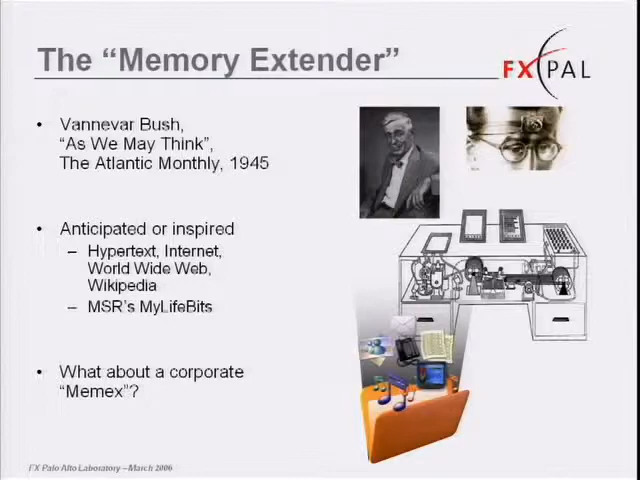 The "Memory Extender"
FX PAL
• Vannevar Bush,
"As We May Think",
The Atlantic Monthly, 1945
• Anticipated or inspired
– Hypertext, Internet,
World Wide Web,
Wikipedia
– MSR's MyLifeBits
• What about a corporate
"Memex"?
FX Palo Alto Laboratory – March 2006